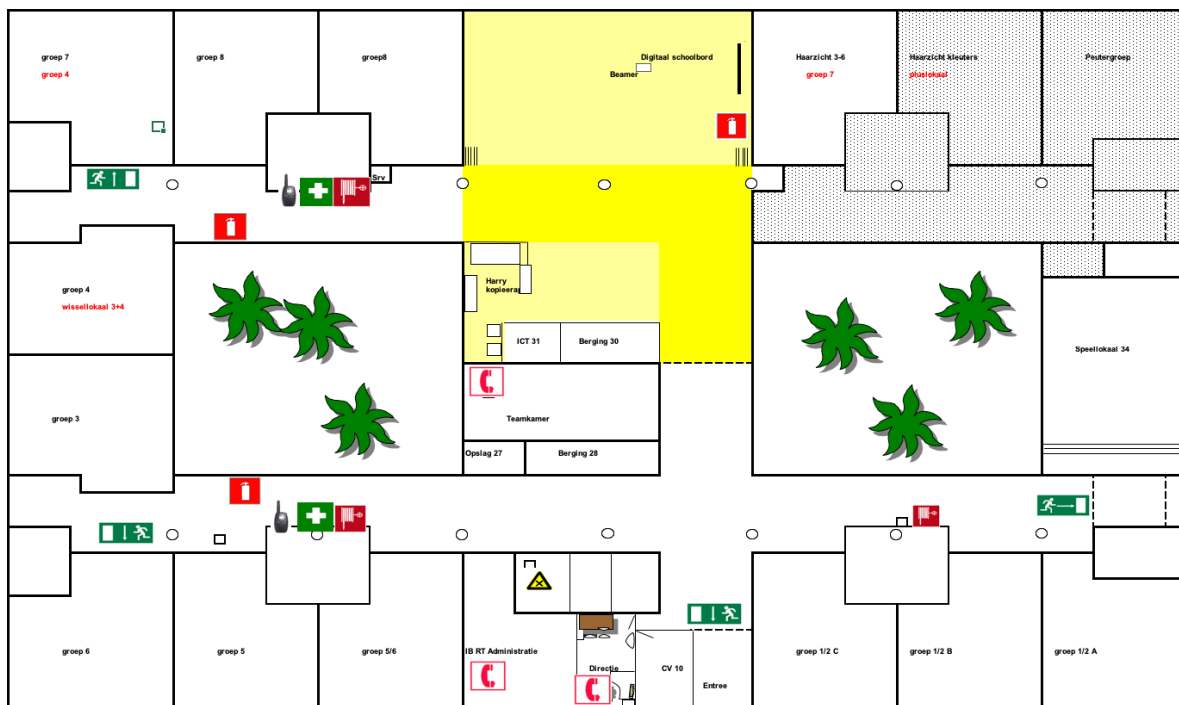 groep 7
groep 4
groep 8
groep8
Digitaal schoolbord
Beamer
Haarzicht 3-6
groep 7
Haarzicht kleuters
pluslokaal
Peutergroep
Srv
groep 4
wissellokaal 3+4
Harry
ICT 31
Berging 30
Speellokaal 34
groep 3
Teamkamer
Opslag 27
Berging 28
groep 6
groep 5
groep 5/6
IB RT Administratie
Directie
CV 10
Entree
groep 1/2 C
groep 1/2 B
groep 1/2 A